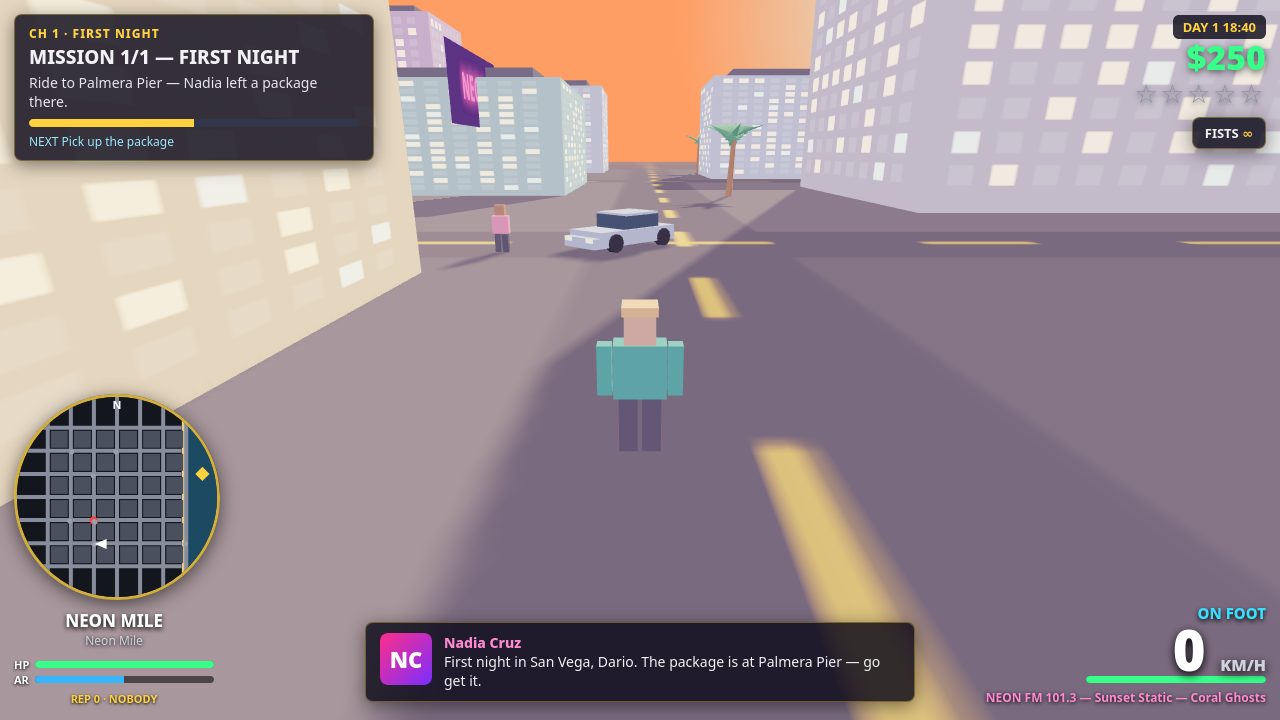 CH 1 · FIRST NIGHT
MISSION 1/1 — FIRST NIGHT
Ride to Palmera Pier — Nadia left a package
there.
NEXT Pick up the package
DAY 1 18:40
$250
FISTS ∞
N
NEON MILE
Neon Mile
HP
AR
REP 0 · NOBODY
NC
Nadia Cruz
First night in San Vega, Dario. The package is at Palmera Pier — go
get it.
ON FOOT
0 KM/H
NEON FM 101.3 — Sunset Static — Coral Ghosts